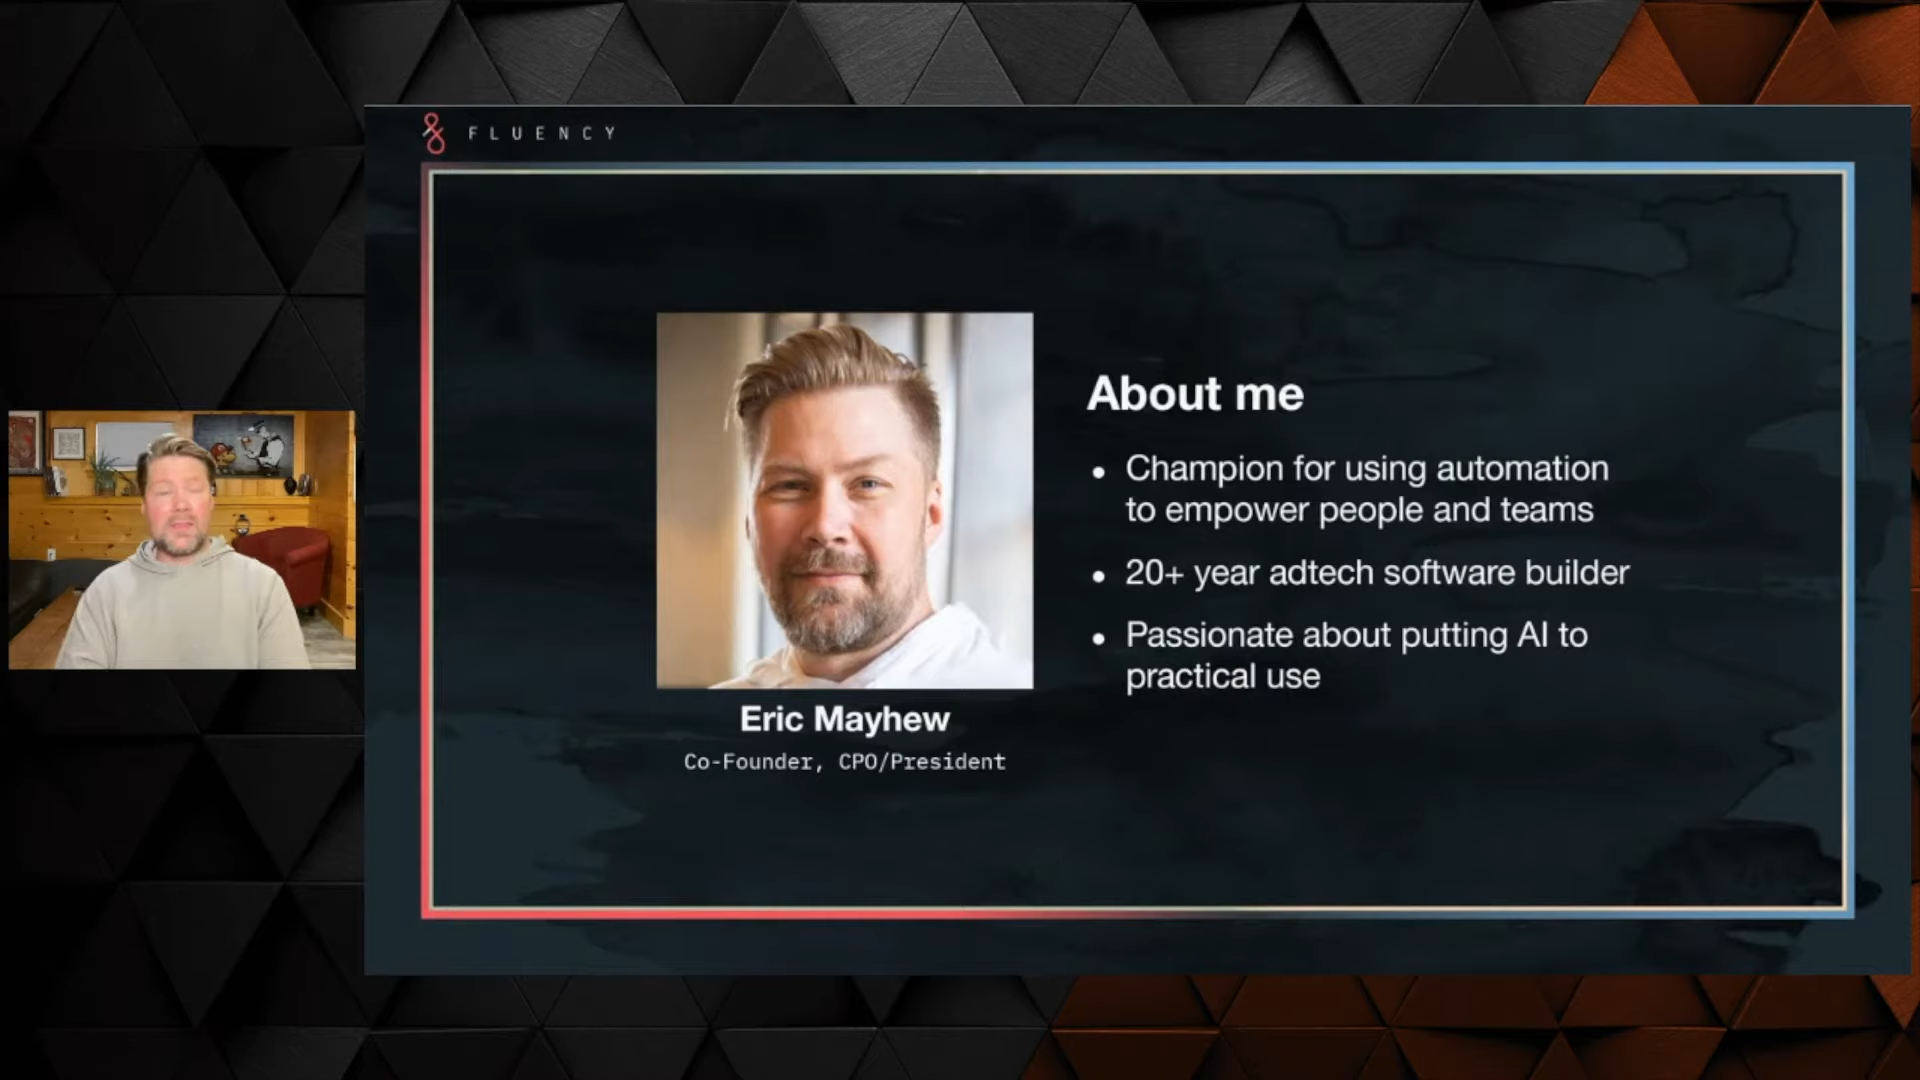 FLUENCY
About me
• Champion for using automation
to empower people and teams
• 20+ year adtech software builder
• Passionate about putting AI to
practical use
Eric Mayhew
Co-Founder, CPO/President